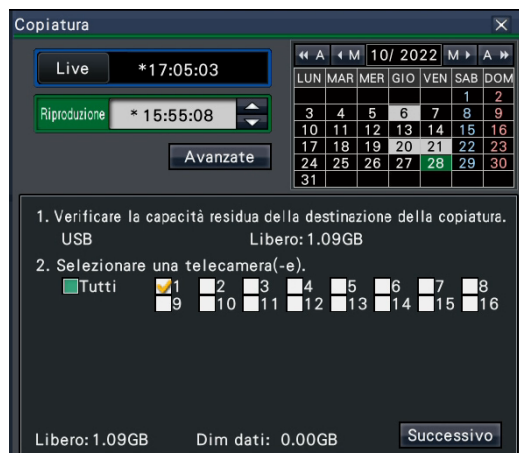 Copiatura
Live *17:05:03
Riproduzione * 15:55:08
Avanzate
A M 10/ 2022 M A
LUN MAR MER GIO VEN SAB DOM
1 2
3 4 5 6 7 8 9
10 11 12 13 14 15 16
17 18 19 20 21 22 23
24 25 26 27 28 29 30
31
1. Verificare la capacità residua della destinazione della copiatura.
USB Libero: 1.09GB
2. Selezionare una telecamera(-e).
Tutti 1 2 3 4 5 6 7 8
9 10 11 12 13 14 15 16
Libero: 1.09GB Dim dati: 0.00GB Successivo